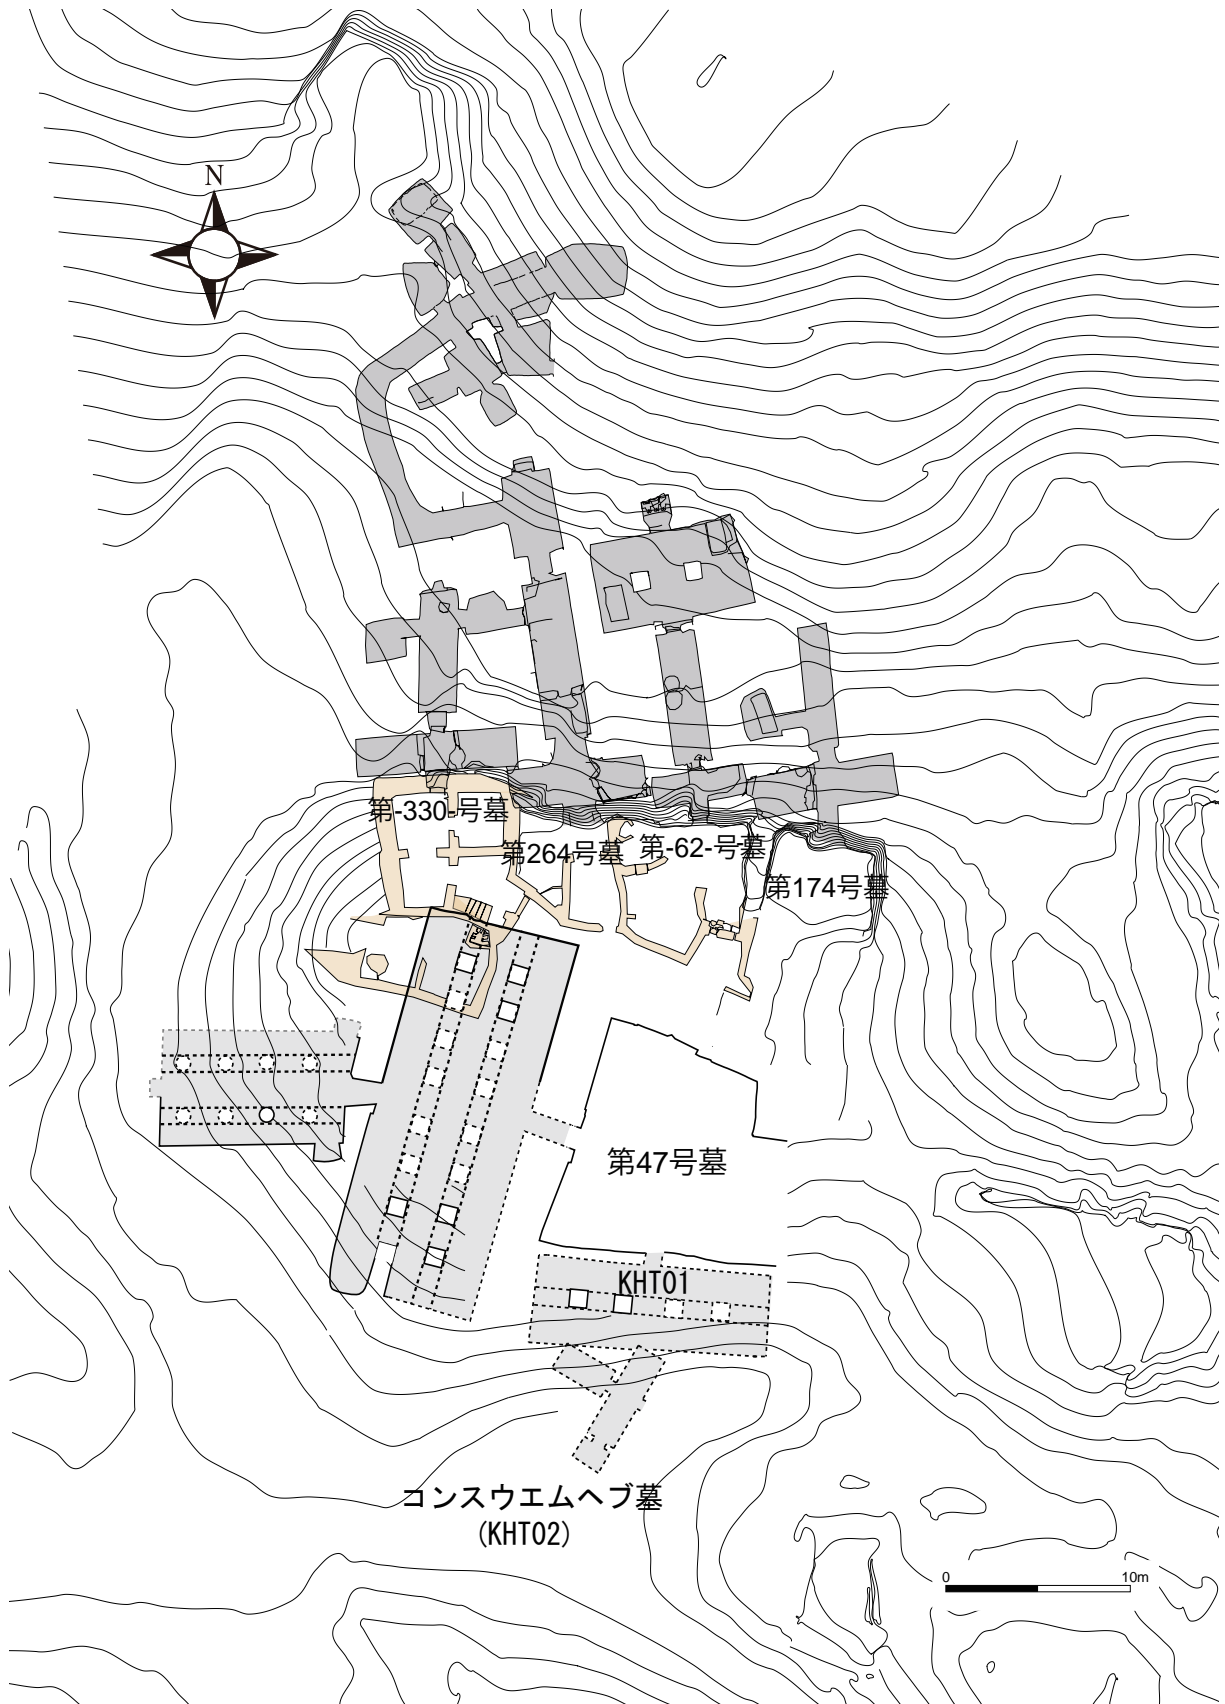 N
第-330-号墓
第264号墓
第-62-号墓
第174号墓
第47号墓
KHT01
コンスウエムヘブ墓
(KHT02)
0 10m